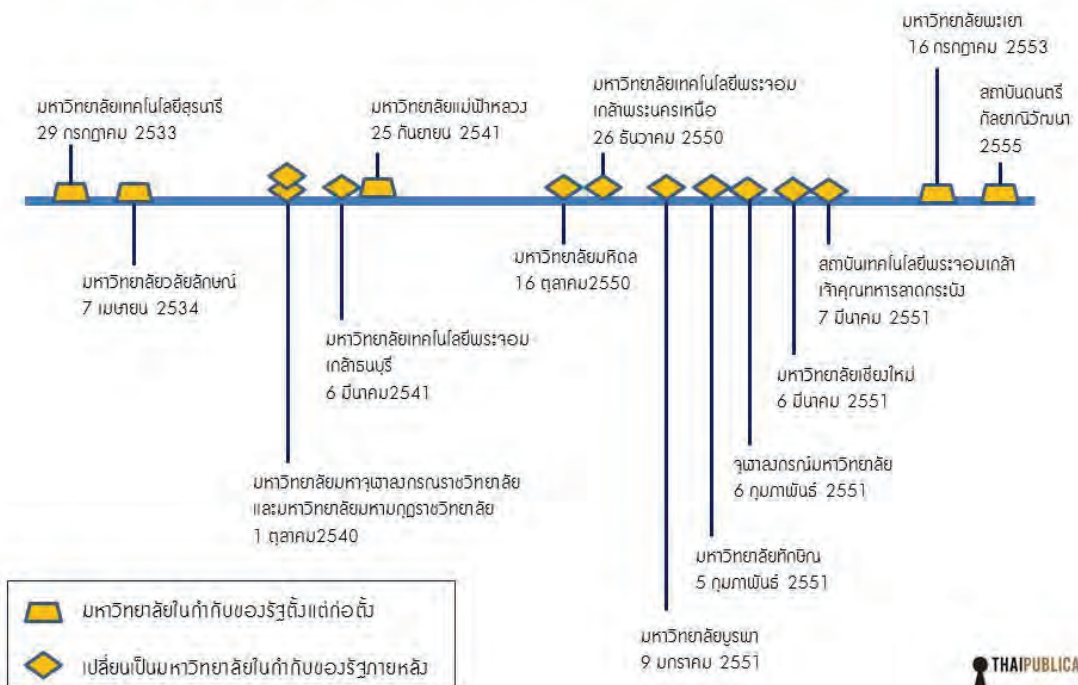 มหาวิทยาลัยพะเยา
16 กรกฎาคม 2553
มหาวิทยาลัยเทคโนโลยีสุรนารี
29 กรกฎาคม 2533
มหาวิทยาลัยแม่ฟ้าหลวง
25 กันยายน 2541
มหาวิทยาลัยเทคโนโลยีพระจอม
เกล้าพระนครเหนือ
26 ธันวาคม 2550
สถาบันดนตรี
กัลยาณิวัฒนา
2555
มหาวิทยาลัยวลัยลักษณ์
7 เมษายน 2534
มหาวิทยาลัยมหิดล
16 ตุลาคม2550
สถาบันเทคโนโลยีพระจอมเกล้า
เจ้าคุณทหารลาดกระบัง
7 มีนาคม 2551
มหาวิทยาลัยเทคโนโลยีพระจอม
เกล้าธนบุรี
6 มีนาคม2541
มหาวิทยาลัยเชียงใหม่
6 มีนาคม 2551
มหาวิทยาลัยมหาจุฬาลงกรณราชวิทยาลัย
และมหาวิทยาลัยมหามกุฏราชวิทยาลัย
1 ตุลาคม2540
จุฬาลงกรณ์มหาวิทยาลัย
6 กุมภาพันธ์ 2551
มหาวิทยาลัยทักษิณ
5 กุมภาพันธ์ 2551
มหาวิทยาลัยบูรพา
9 มกราคม 2551
มหาวิทยาลัยในกำกับของรัฐตั้งแต่ก่อตั้ง
เปลี่ยนเป็นมหาวิทยาลัยในกำกับของรัฐภายหลัง
THAIPUBLICA